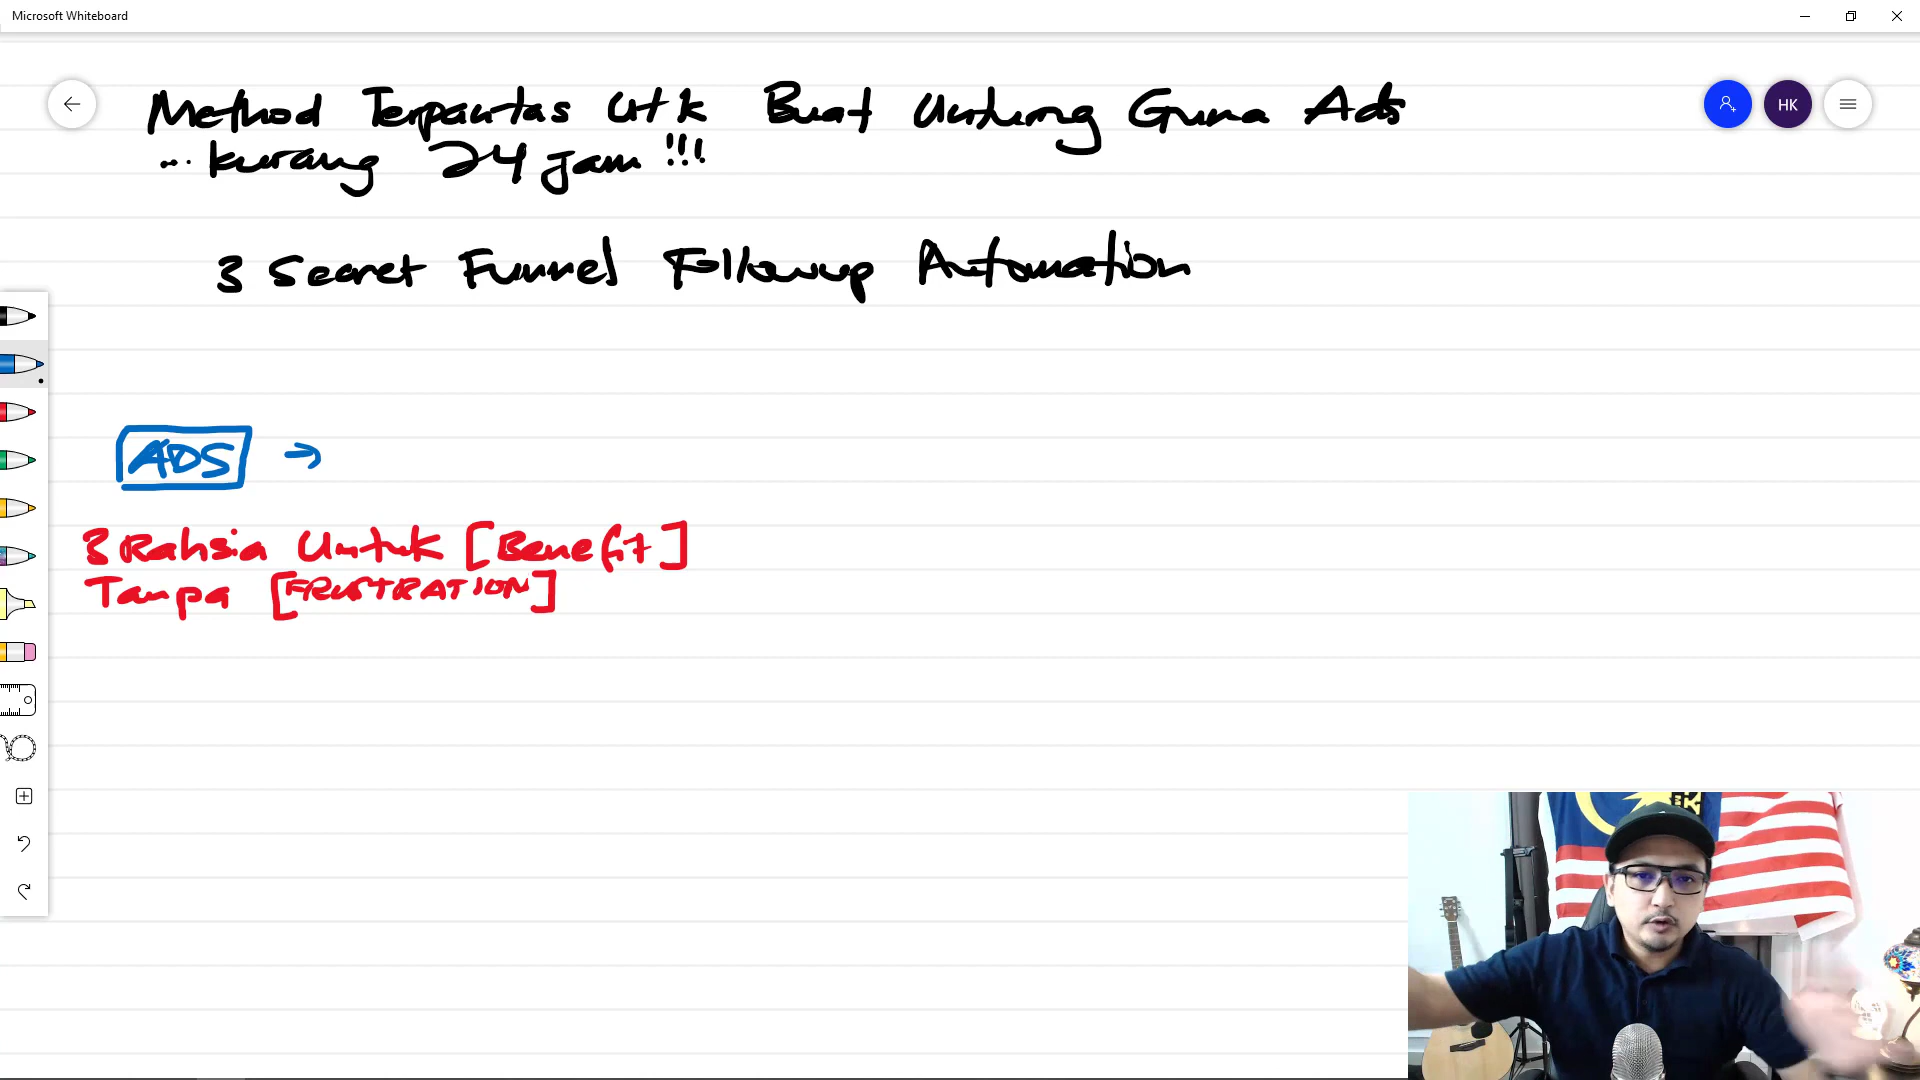 Microsoft Whiteboard
Method Terpantas Utk Buat Untung Guna Ads
... kurang 24 jam !!!
HK
3 Secret Funnel Followup Automation
ADS →
3 Rahsia Untuk [Benefit]
Tanpa [FRUSTRATION]